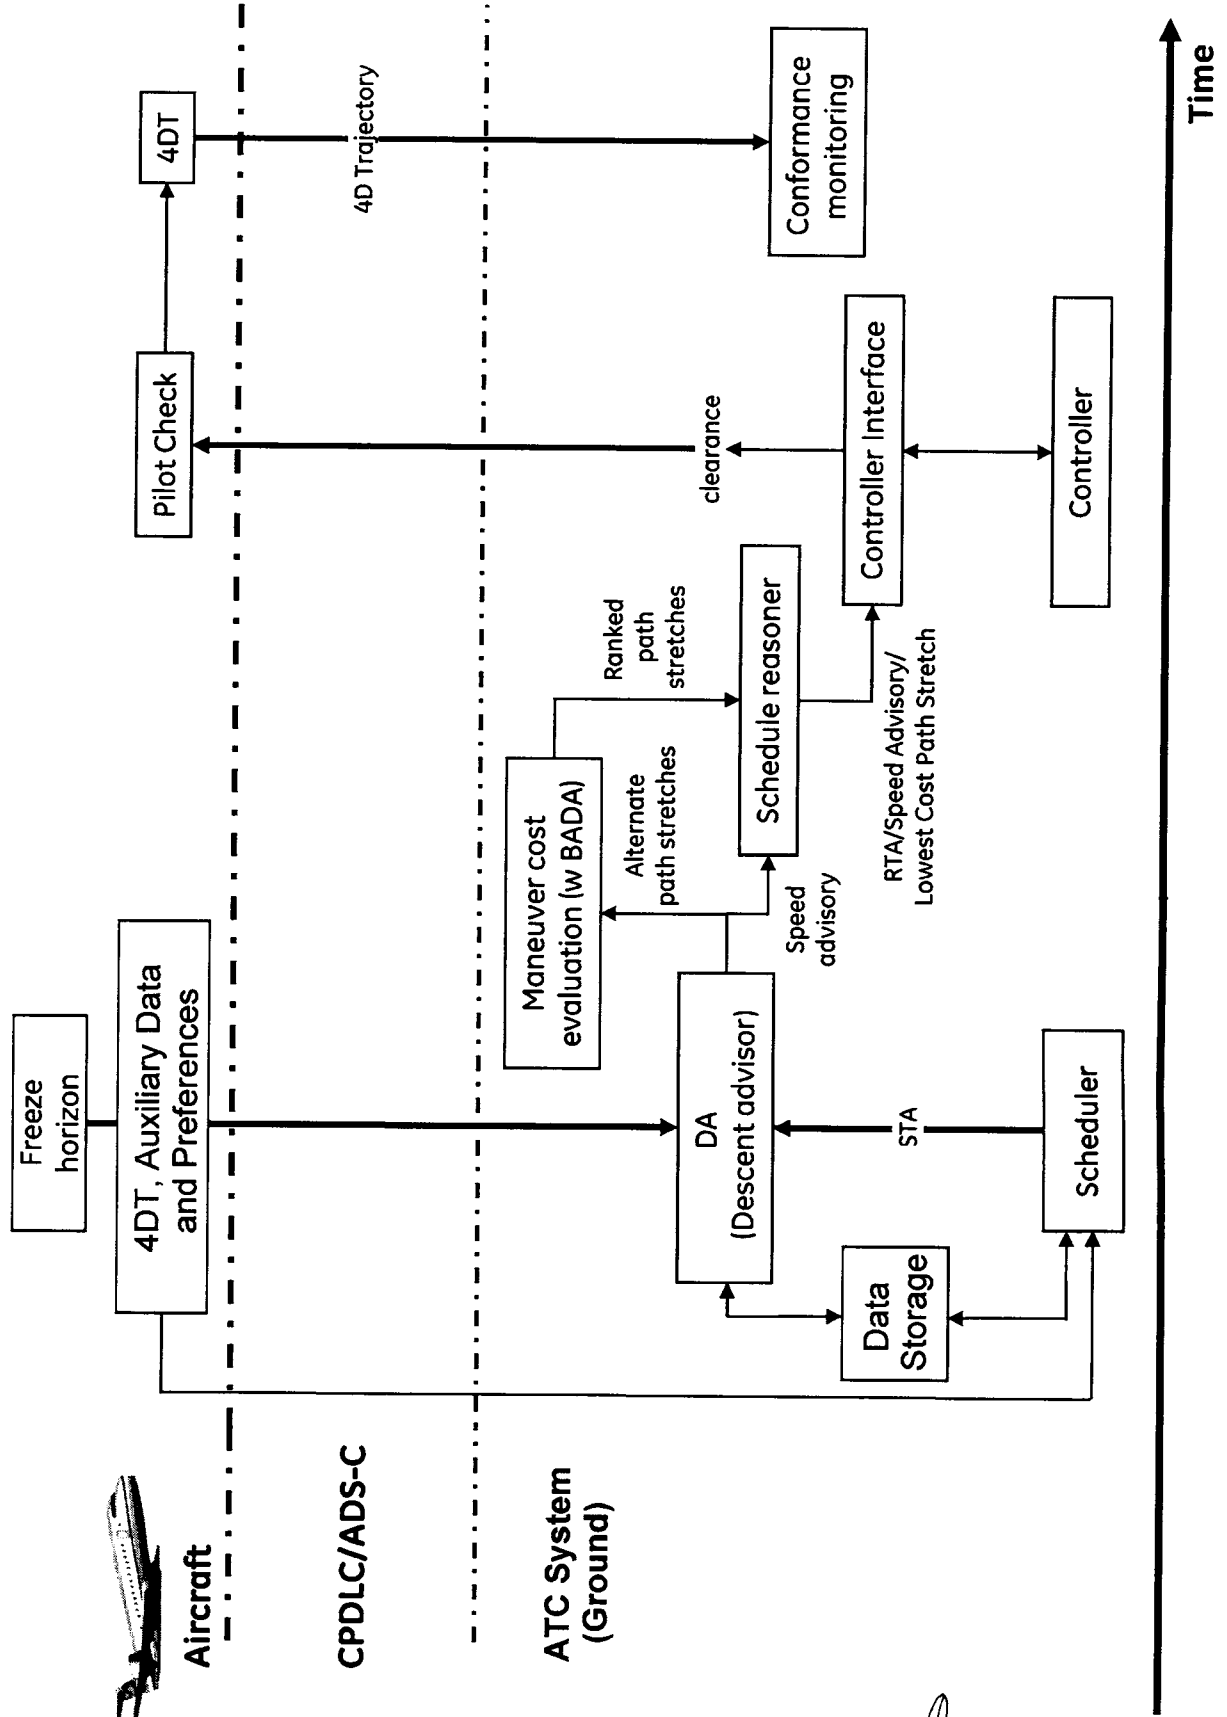 Aircraft
CPDLC/ADS-C
ATC System
(Ground)
Freeze
horizon
4DT, Auxiliary Data
and Preferences
DA
(Descent advisor)
STA
Data
Storage
Scheduler
Maneuver cost
evaluation (w BADA)
Alternate
path stretches
Speed
advisory
Ranked
path
stretches
Schedule reasoner
RTA/Speed Advisory/
Lowest Cost Path Stretch
Pilot Check
clearance
Controller Interface
Controller
4DT
4D Trajectory
Conformance
monitoring
Time